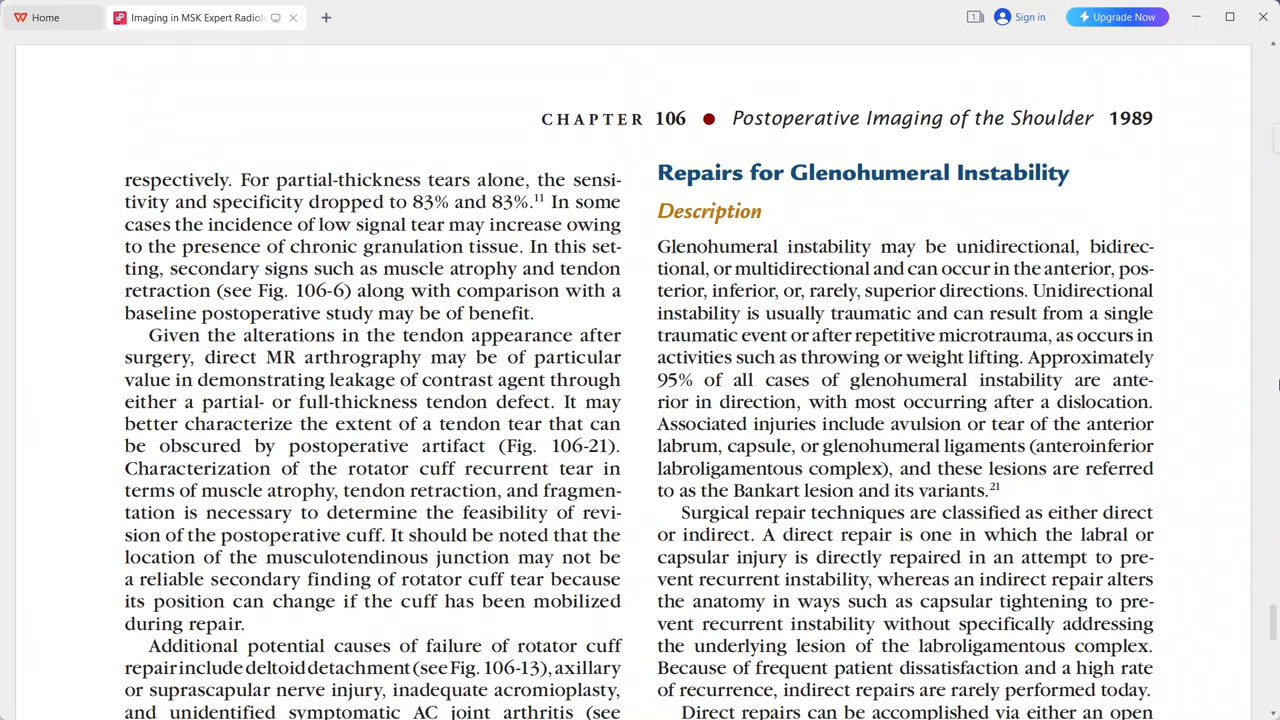 Home
Imaging in MSK Expert Radiolo
1
Sign in
Upgrade Now
CHAPTER 106 ● Postoperative Imaging of the Shoulder 1989
respectively. For partial-thickness tears alone, the sensi-
tivity and specificity dropped to 83% and 83%.11 In some
cases the incidence of low signal tear may increase owing
to the presence of chronic granulation tissue. In this set-
ting, secondary signs such as muscle atrophy and tendon
retraction (see Fig. 106-6) along with comparison with a
baseline postoperative study may be of benefit.
Given the alterations in the tendon appearance after
surgery, direct MR arthrography may be of particular
value in demonstrating leakage of contrast agent through
either a partial- or full-thickness tendon defect. It may
better characterize the extent of a tendon tear that can
be obscured by postoperative artifact (Fig. 106-21).
Characterization of the rotator cuff recurrent tear in
terms of muscle atrophy, tendon retraction, and fragmen-
tation is necessary to determine the feasibility of revi-
sion of the postoperative cuff. It should be noted that the
location of the musculotendinous junction may not be
a reliable secondary finding of rotator cuff tear because
its position can change if the cuff has been mobilized
during repair.
Additional potential causes of failure of rotator cuff
repair include deltoid detachment (see Fig. 106-13), axillary
or suprascapular nerve injury, inadequate acromioplasty,
and unidentified symptomatic AC joint arthritis (see
Repairs for Glenohumeral Instability
Description
Glenohumeral instability may be unidirectional, bidirec-
tional, or multidirectional and can occur in the anterior, pos-
terior, inferior, or, rarely, superior directions. Unidirectional
instability is usually traumatic and can result from a single
traumatic event or after repetitive microtrauma, as occurs in
activities such as throwing or weight lifting. Approximately
95% of all cases of glenohumeral instability are ante-
rior in direction, with most occurring after a dislocation.
Associated injuries include avulsion or tear of the anterior
labrum, capsule, or glenohumeral ligaments (anteroinferior
labroligamentous complex), and these lesions are referred
to as the Bankart lesion and its variants.21
Surgical repair techniques are classified as either direct
or indirect. A direct repair is one in which the labral or
capsular injury is directly repaired in an attempt to pre-
vent recurrent instability, whereas an indirect repair alters
the anatomy in ways such as capsular tightening to pre-
vent recurrent instability without specifically addressing
the underlying lesion of the labroligamentous complex.
Because of frequent patient dissatisfaction and a high rate
of recurrence, indirect repairs are rarely performed today.
Direct repairs can be accomplished via either an open